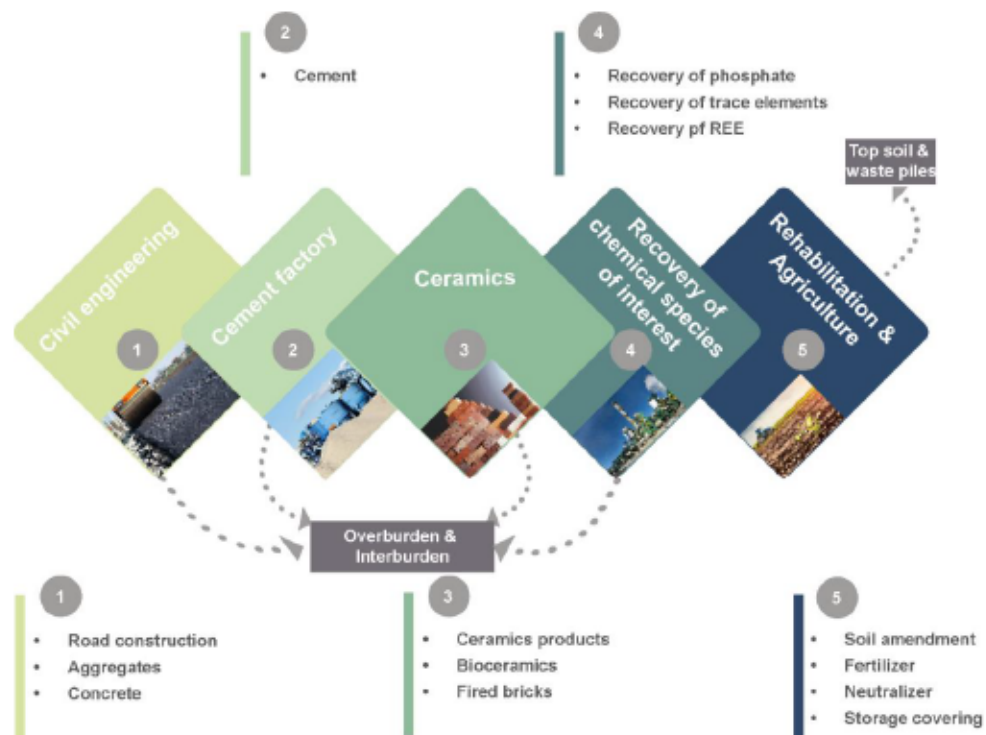 2
• Cement
4
• Recovery of phosphate
• Recovery of trace elements
• Recovery pf REE
Top soil &
waste piles
Civil engineering
1
Cement factory
2
Ceramics
3
Recovery of
chemical species
of interest
4
Rehabilitation &
Agriculture
5
Overburden &
Interburden
1
• Road construction
• Aggregates
• Concrete
3
• Ceramics products
• Bioceramics
• Fired bricks
5
• Soil amendment
• Fertilizer
• Neutralizer
• Storage covering